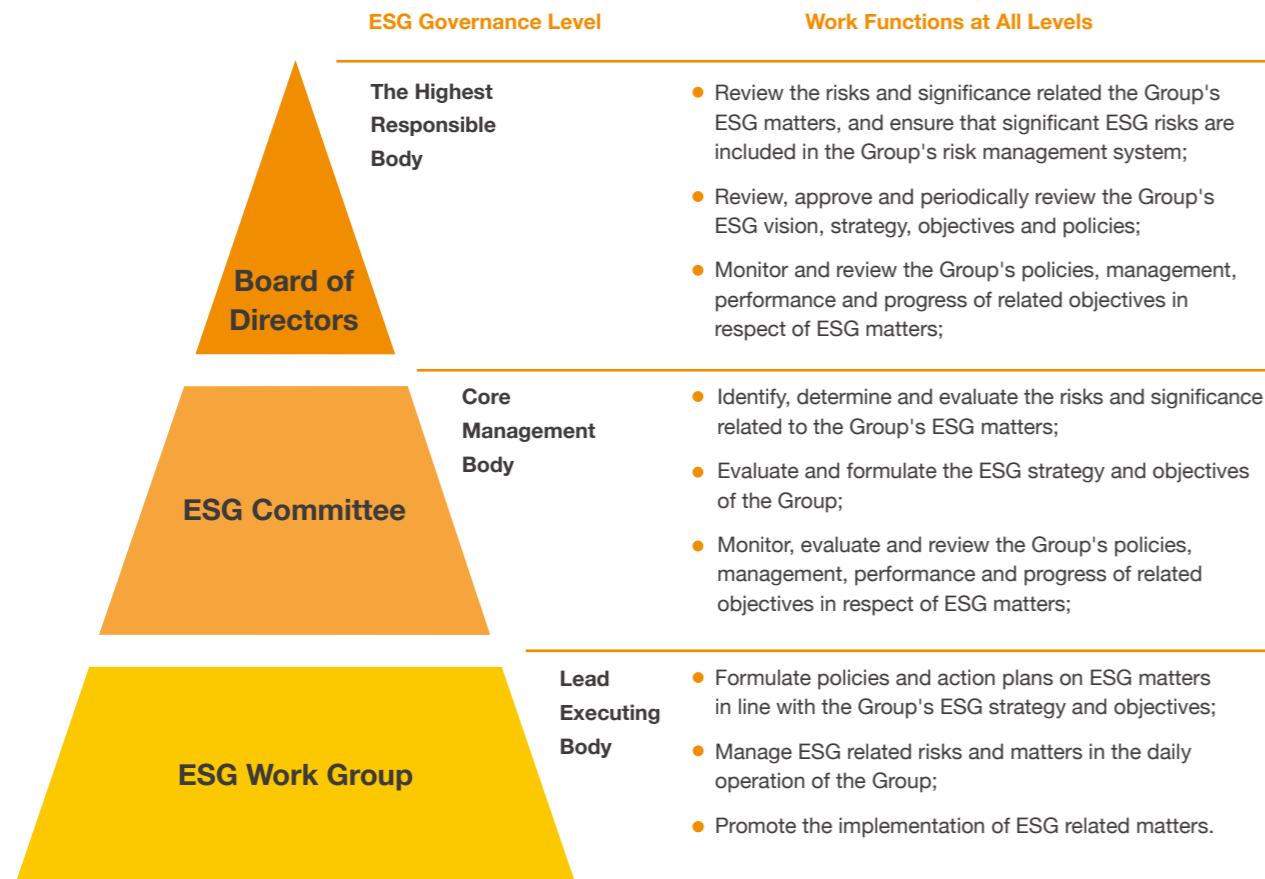 ESG Governance Level
Work Functions at All Levels
Board of
Directors
The Highest
Responsible
Body
● Review the risks and significance related the Group's
ESG matters, and ensure that significant ESG risks are
included in the Group's risk management system;
● Review, approve and periodically review the Group's
ESG vision, strategy, objectives and policies;
● Monitor and review the Group's policies, management,
performance and progress of related objectives in
respect of ESG matters;
ESG Committee
Core
Management
Body
● Identify, determine and evaluate the risks and significance
related to the Group's ESG matters;
● Evaluate and formulate the ESG strategy and objectives
of the Group;
● Monitor, evaluate and review the Group's policies,
management, performance and progress of related
objectives in respect of ESG matters;
ESG Work Group
Lead
Executing
Body
● Formulate policies and action plans on ESG matters
in line with the Group's ESG strategy and objectives;
● Manage ESG related risks and matters in the daily
operation of the Group;
● Promote the implementation of ESG related matters.